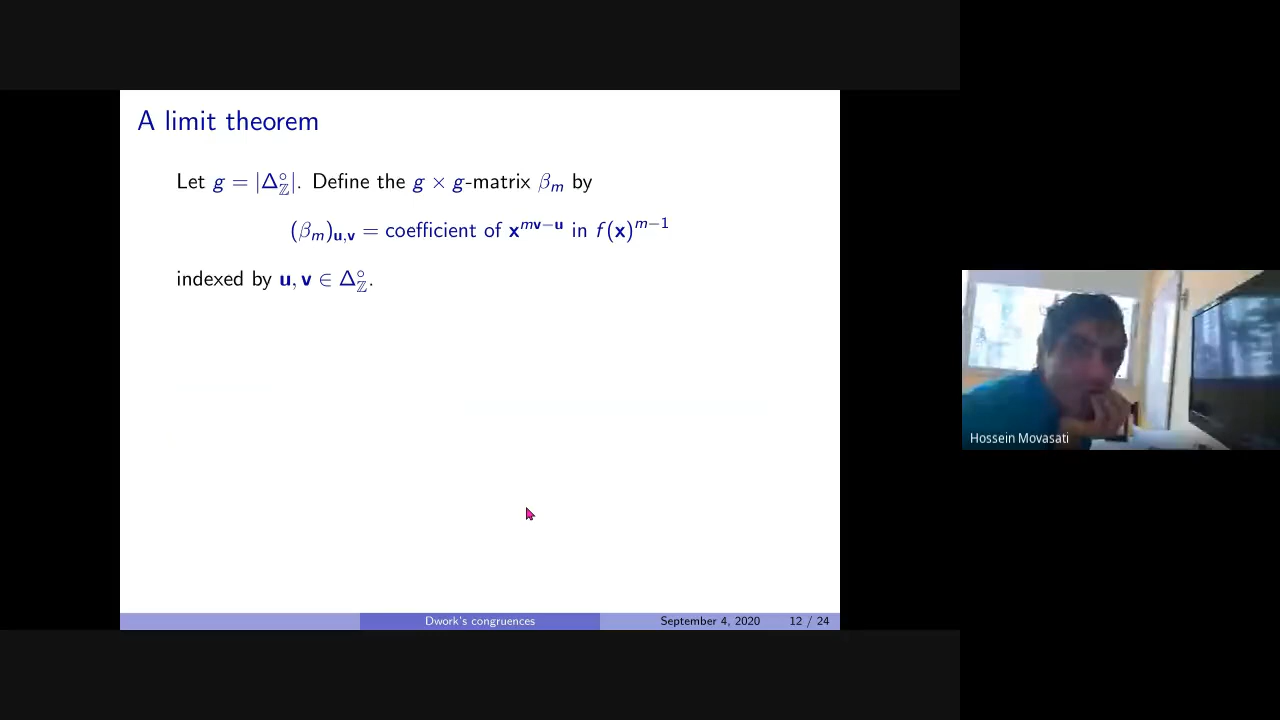 A limit theorem
Let g = |Δ°_ℤ|. Define the g × g-matrix β_m by
(β_m)_{u,v} = coefficient of x^{mv−u} in f(x)^{m−1}
indexed by u, v ∈ Δ°_ℤ.
Hossein Movasati
Dwork's congruences
September 4, 2020
12 / 24